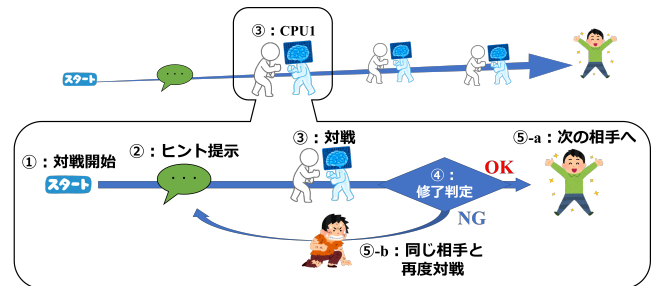 ③：CPU1
スタート
・・・
①：対戦開始
②：ヒント提示
③：対戦
⑤-a：次の相手へ
スタート
・・・
④：
修了判定
OK
NG
⑤-b：同じ相手と
再度対戦